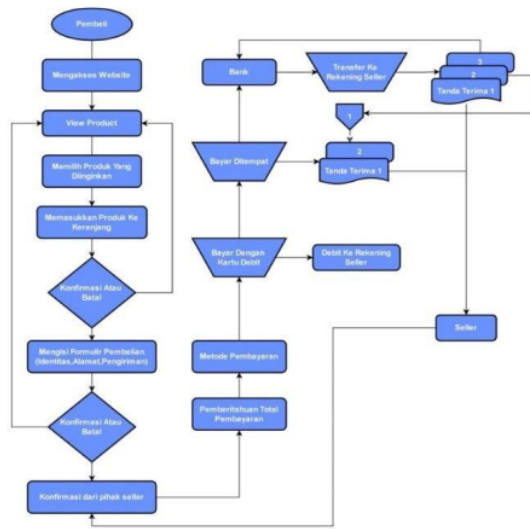 Pembeli
Mengakses Website
View Product
Memilih Produk Yang
Diinginkan
Memasukkan Produk Ke
Keranjang
Konfirmasi Atau
Batal
Mengisi Formulir Pembelian
(Identitas,Alamat,Pengiriman)
Konfirmasi Atau
Batal
Konfirmasi dari pihak seller
Bank
Transfer Ke
Rekening Seller
3
2
Tanda Terima 1
1
Bayar Ditempat
2
Tanda Terima 1
Bayar Dengan
Kartu Debit
Debit Ke Rekening
Seller
Seller
Metode Pembayaran
Pemberitahuan Total
Pembayaran